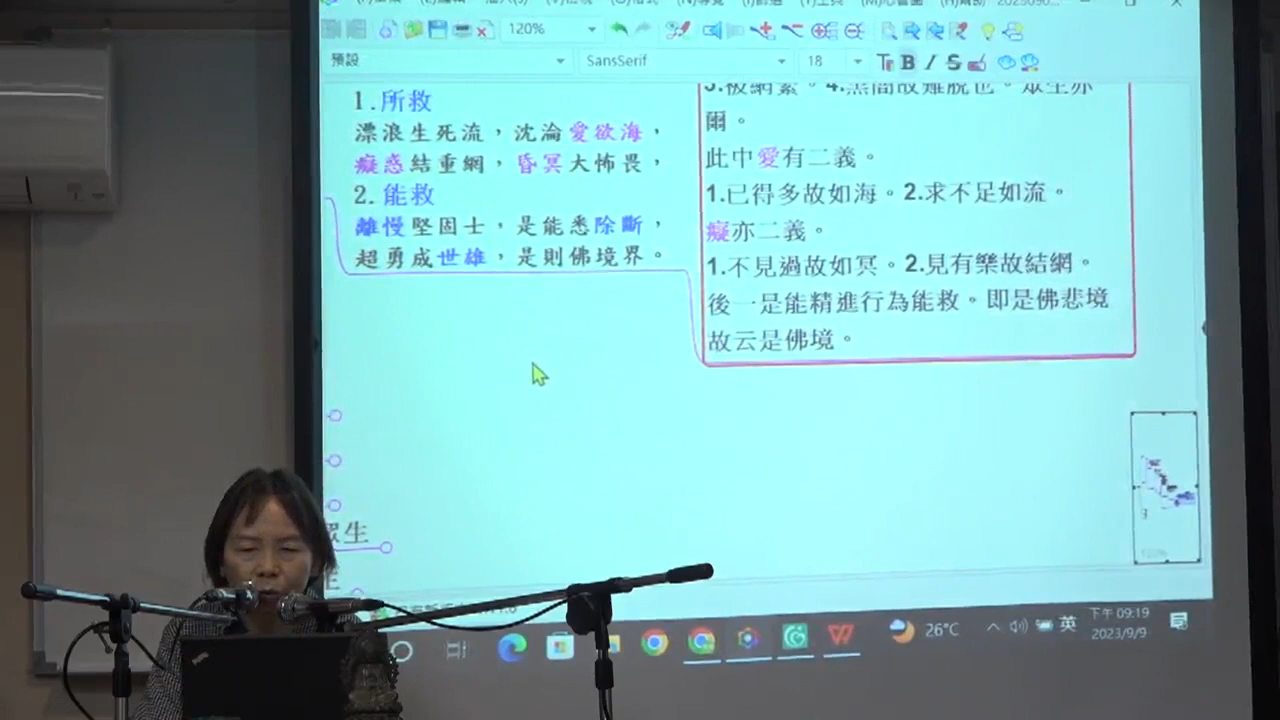 120%
預設
SansSerif
18
1.所救
漂浪生死流，沈淪愛欲海，
癡惑結重網，昏冥大怖畏，
2.能救
離慢堅固士，是能悉除斷，
超勇成世雄，是則佛境界。
爾。
此中愛有二義。
1.已得多故如海。2.求不足如流。
癡亦二義。
1.不見過故如冥。2.見有樂故結網。
後一是能精進行為能救。即是佛悲境
故云是佛境。
眾生
26°C
英
下午 09:19
2023/9/9